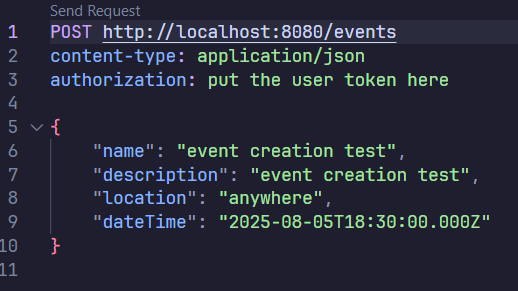 Send Request
1 POST http://localhost:8080/events
2 content-type: application/json
3 authorization: put the user token here
4
5 {
6 "name": "event creation test",
7 "description": "event creation test",
8 "location": "anywhere",
9 "dateTime": "2025-08-05T18:30:00.000Z"
10 }
11